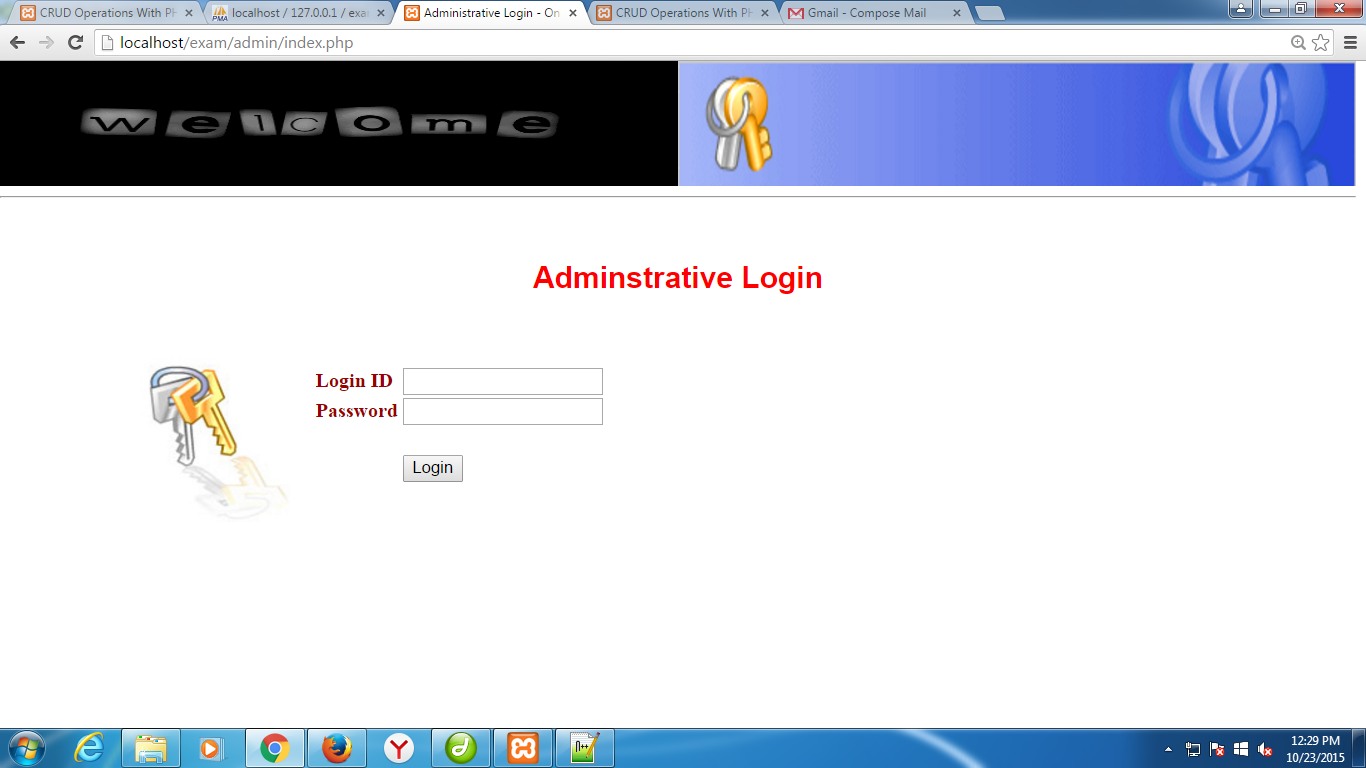 CRUD Operations With PH
localhost / 127.0.0.1 / exa
Administrative Login - On
CRUD Operations With PH
Gmail - Compose Mail
localhost/exam/admin/index.php
welcome
Adminstrative Login
Login ID
Password
Login
12:29 PM
10/23/2015